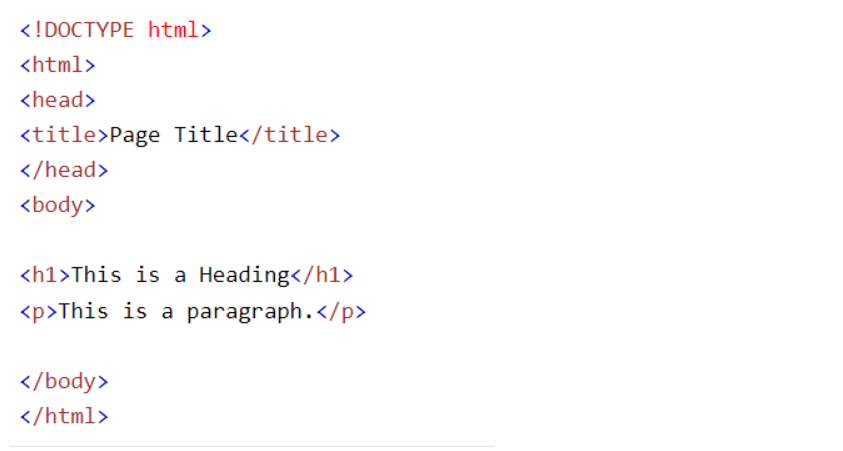 <!DOCTYPE html>
<html>
<head>
<title>Page Title</title>
</head>
<body>
<h1>This is a Heading</h1>
<p>This is a paragraph.</p>
</body>
</html>